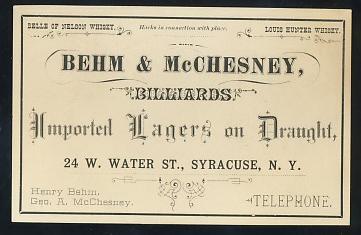 BELLE OF NELSON WHISKY. Hacks in connection with place. LOUIS HUNTER WHISKY.
BEHM & McCHESNEY,
BILLIARDS
Imported Lagers on Draught,
24 W. WATER ST., SYRACUSE, N. Y.
Henry Behm.
Geo. A. McChesney.
TELEPHONE.